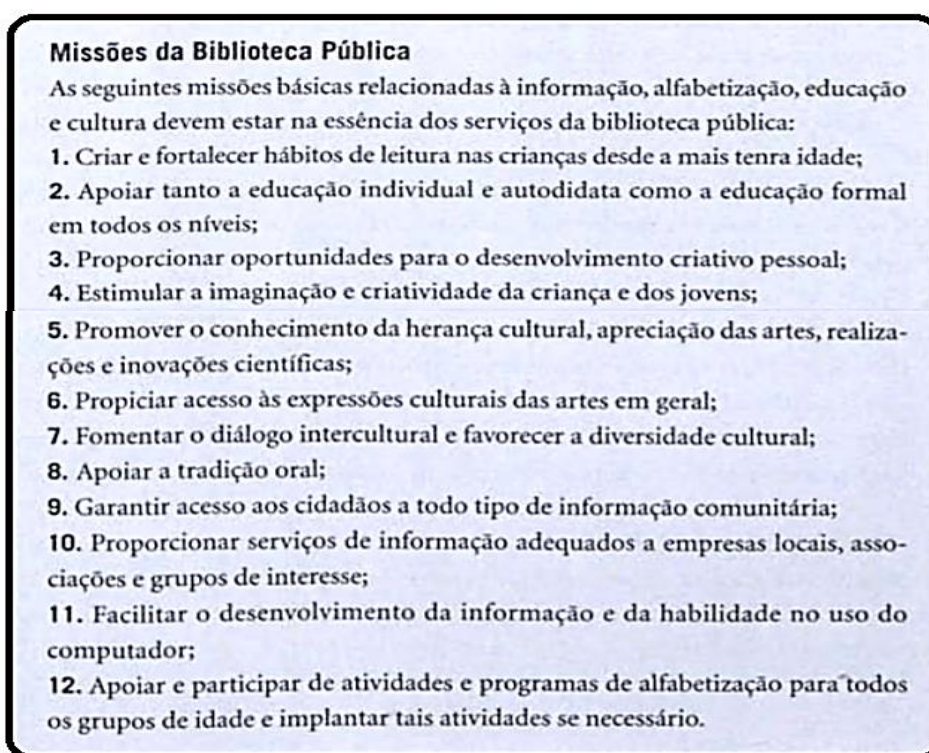 Missões da Biblioteca Pública
As seguintes missões básicas relacionadas à informação, alfabetização, educação
e cultura devem estar na essência dos serviços da biblioteca pública:
1. Criar e fortalecer hábitos de leitura nas crianças desde a mais tenra idade;
2. Apoiar tanto a educação individual e autodidata como a educação formal
em todos os níveis;
3. Proporcionar oportunidades para o desenvolvimento criativo pessoal;
4. Estimular a imaginação e criatividade da criança e dos jovens;
5. Promover o conhecimento da herança cultural, apreciação das artes, realiza-
ções e inovações científicas;
6. Propiciar acesso às expressões culturais das artes em geral;
7. Fomentar o diálogo intercultural e favorecer a diversidade cultural;
8. Apoiar a tradição oral;
9. Garantir acesso aos cidadãos a todo tipo de informação comunitária;
10. Proporcionar serviços de informação adequados a empresas locais, asso-
ciações e grupos de interesse;
11. Facilitar o desenvolvimento da informação e da habilidade no uso do
computador;
12. Apoiar e participar de atividades e programas de alfabetização para todos
os grupos de idade e implantar tais atividades se necessário.